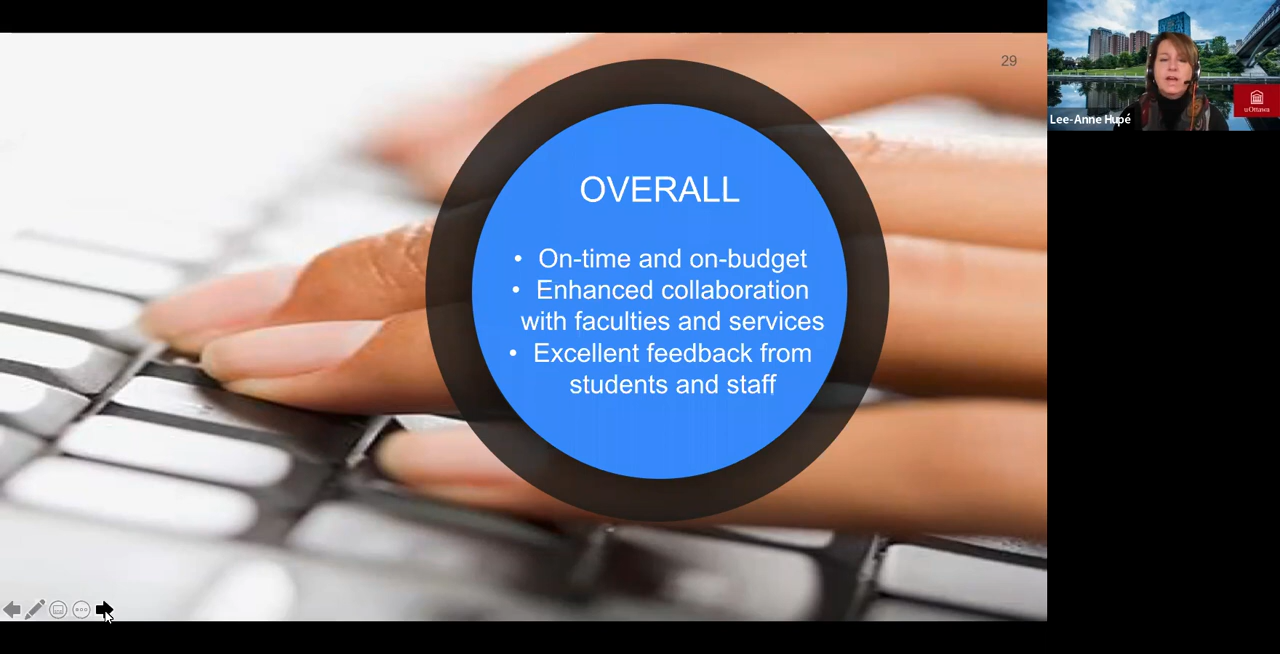 29
OVERALL
• On-time and on-budget
• Enhanced collaboration
with faculties and services
• Excellent feedback from
students and staff
Lee-Anne Hupé
uOttawa